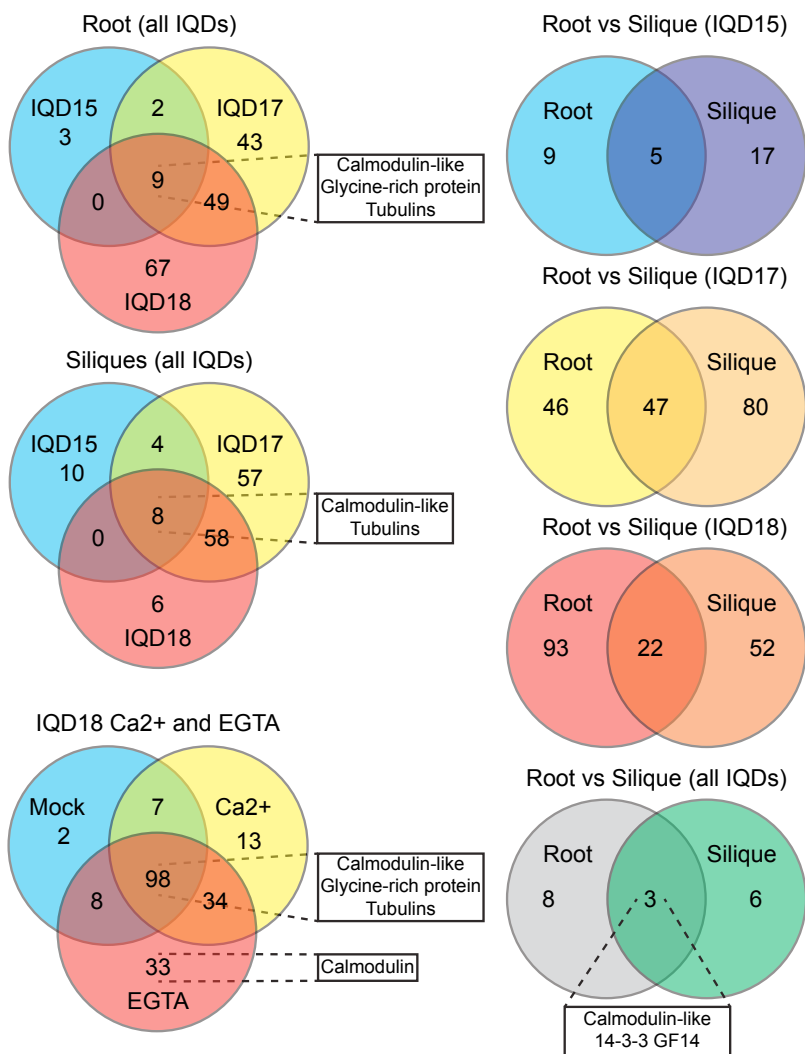 Root (all IQDs)
IQD15
3
2
IQD17
43
9
0
49
67
IQD18
Calmodulin-like
Glycine-rich protein
Tubulins
Siliques (all IQDs)
IQD15
10
4
IQD17
57
8
0
58
6
IQD18
Calmodulin-like
Tubulins
IQD18 Ca2+ and EGTA
Mock
2
7
Ca2+
13
98
8
34
33
EGTA
Calmodulin-like
Glycine-rich protein
Tubulins
Calmodulin
Root vs Silique (IQD15)
Root
Silique
9
5
17
Root vs Silique (IQD17)
Root
Silique
46
47
80
Root vs Silique (IQD18)
Root
Silique
93
22
52
Root vs Silique (all IQDs)
Root
Silique
8
3
6
Calmodulin-like
14-3-3 GF14